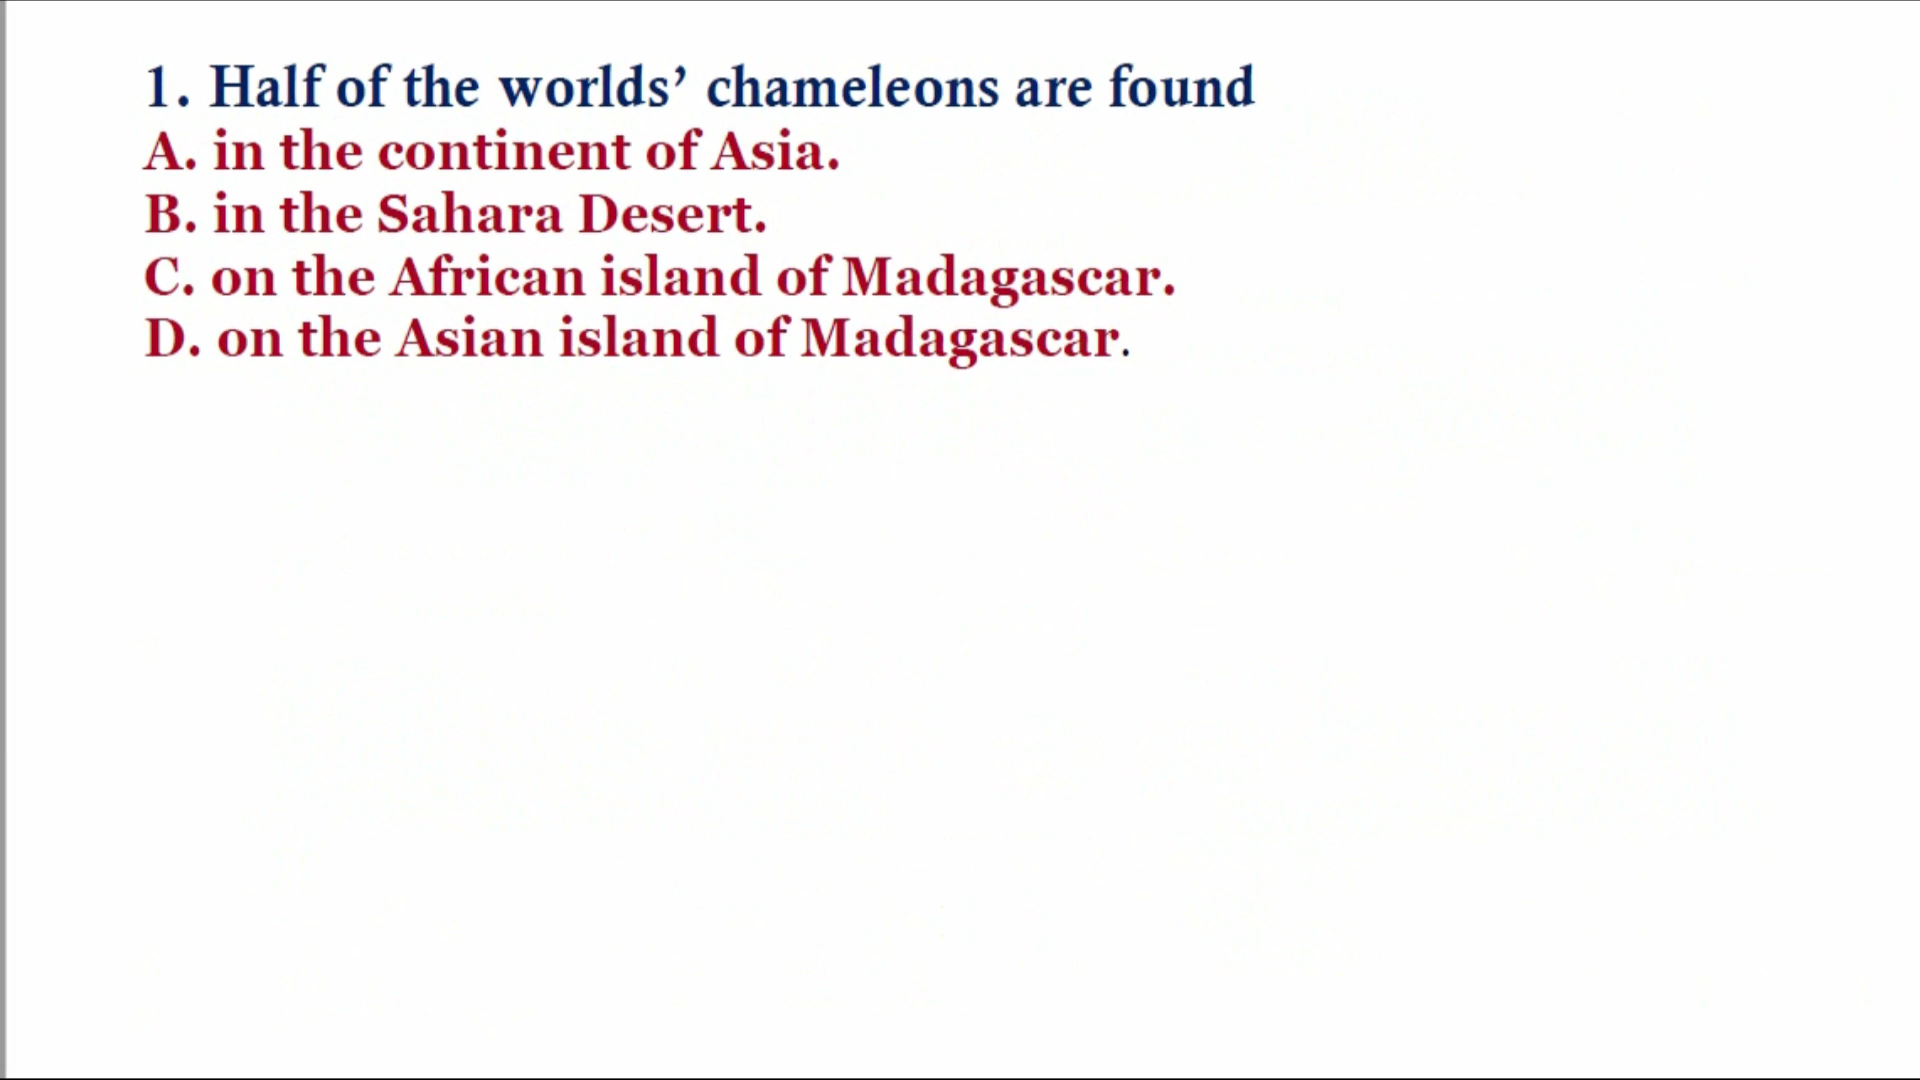 1. Half of the worlds’ chameleons are found
A. in the continent of Asia.
B. in the Sahara Desert.
C. on the African island of Madagascar.
D. on the Asian island of Madagascar.